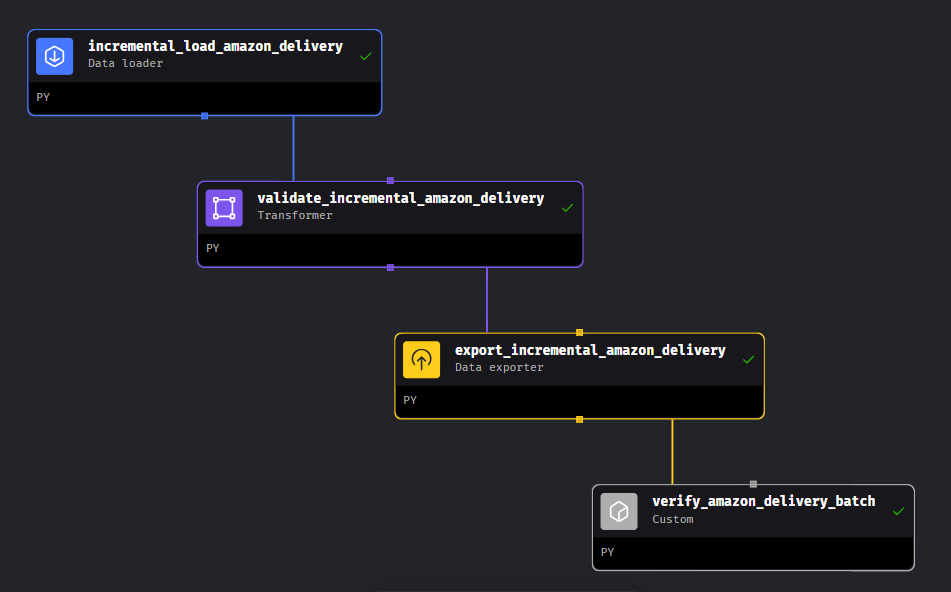 incremental_load_amazon_delivery
Data loader
PY
validate_incremental_amazon_delivery
Transformer
PY
export_incremental_amazon_delivery
Data exporter
PY
verify_amazon_delivery_batch
Custom
PY